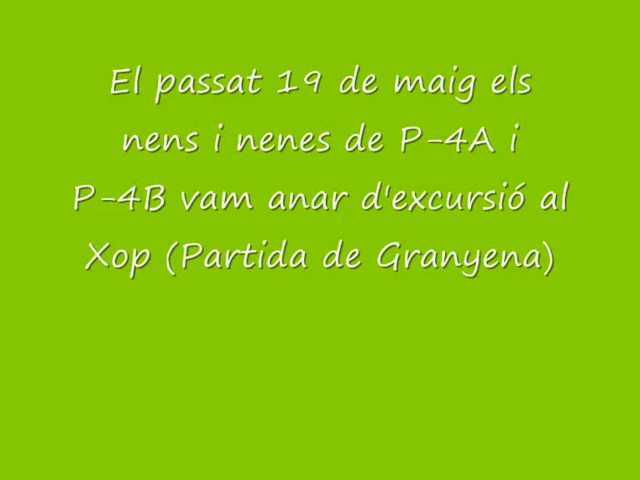 El passat 19 de maig els
nens i nenes de P-4A i
P-4B vam anar d'excursió al
Xop (Partida de Granyena)